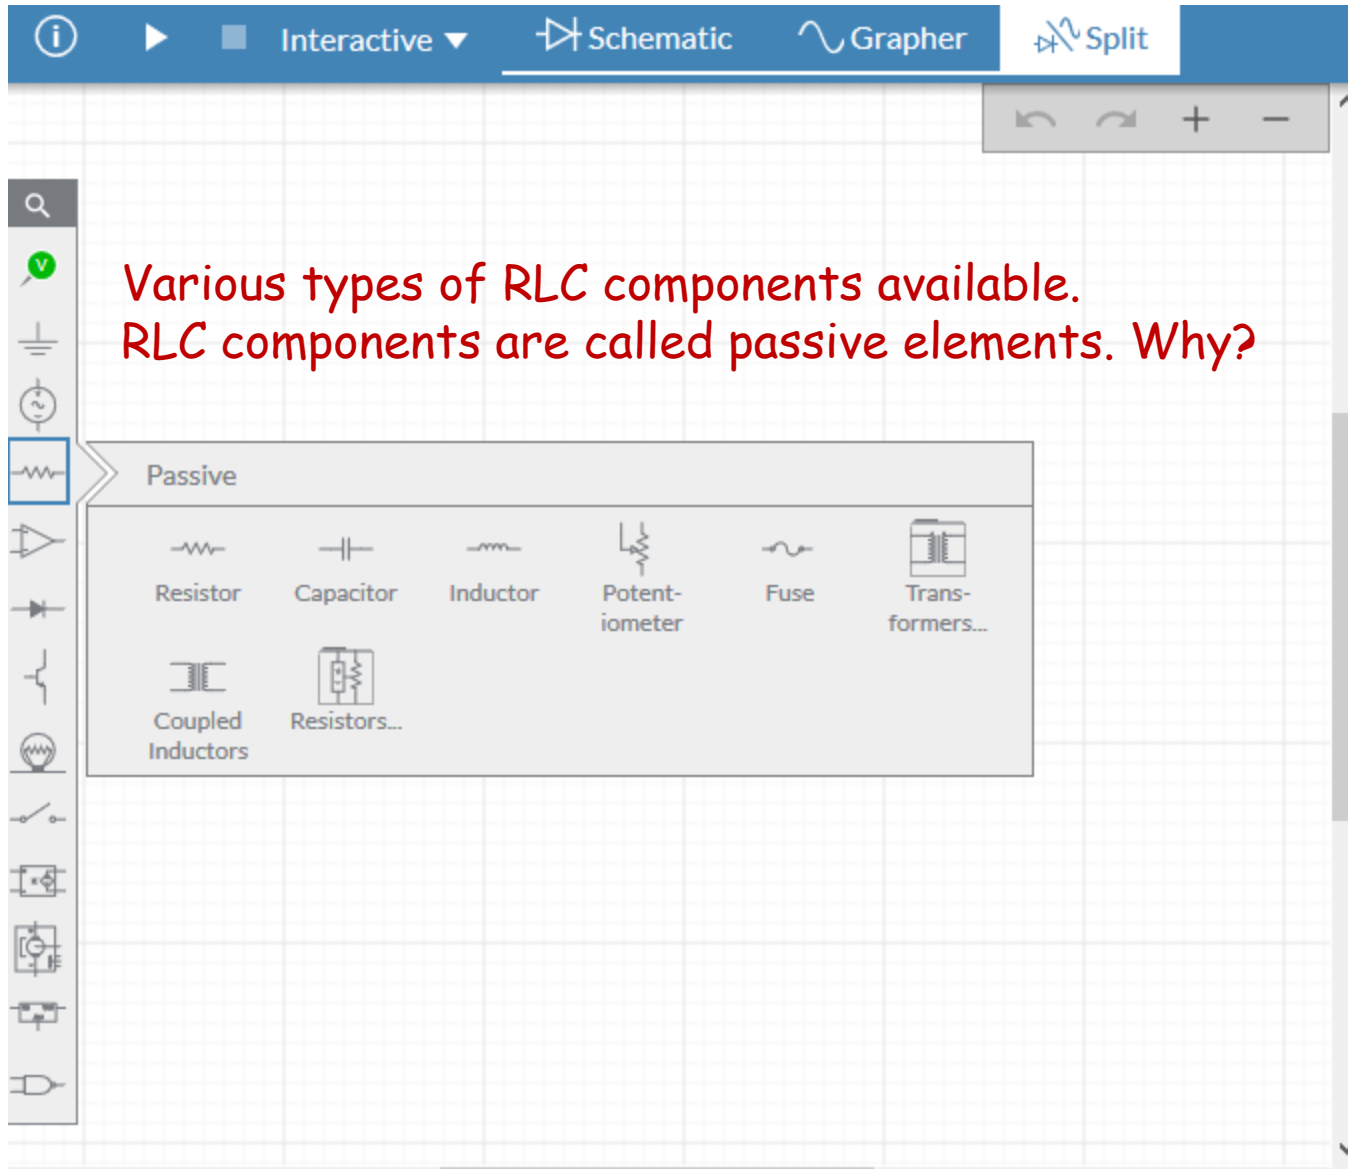 Interactive Schematic Grapher Split
V
Various types of RLC components available.
RLC components are called passive elements. Why?
Passive
Resistor Capacitor Inductor Potent-
iometer Fuse Trans-
formers...
Coupled
Inductors Resistors...